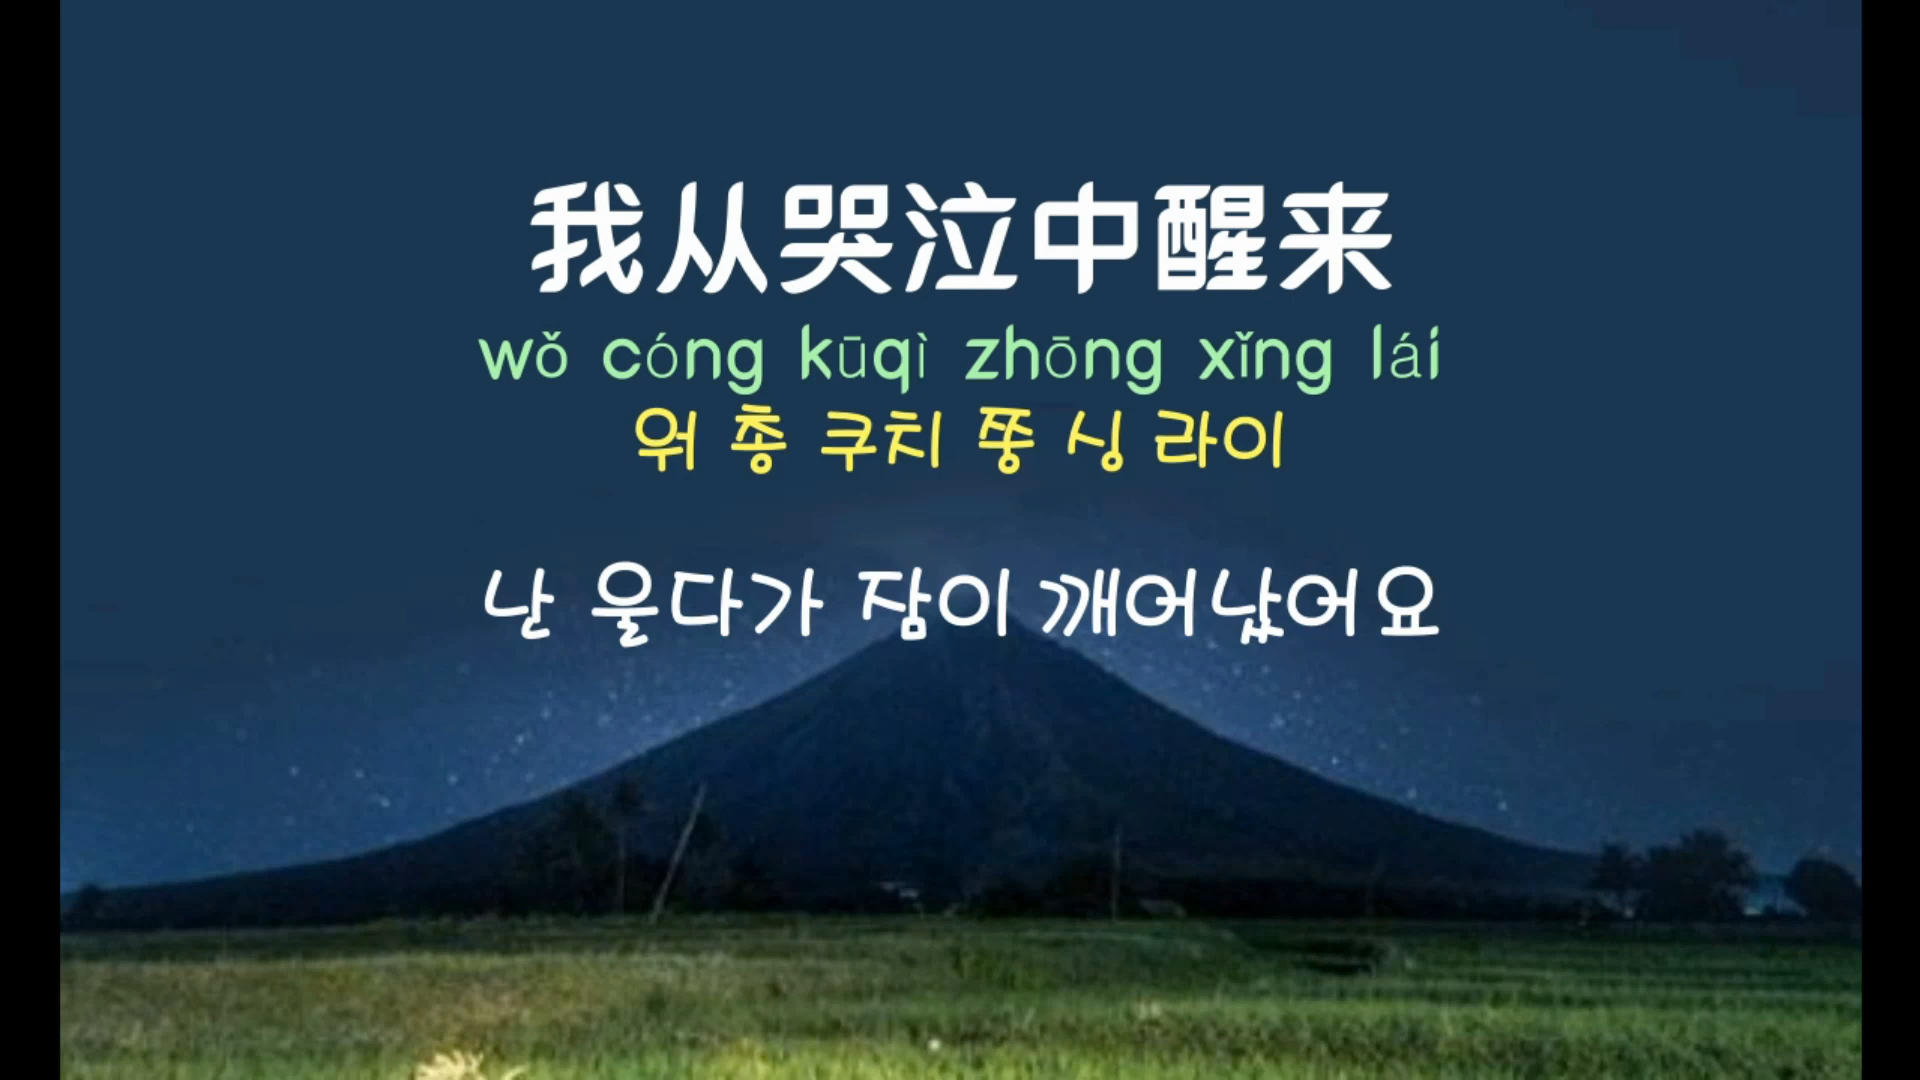 我从哭泣中醒来
wǒ cóng kūqì zhōng xǐng lái
워 총 쿠치 쭝 싱 라이
난 울다가 잠이 깨어났어요